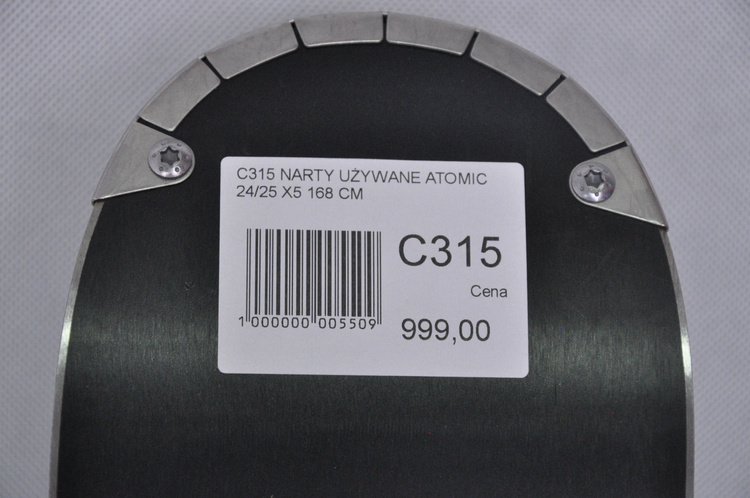 C315 NARTY UŻYWANE ATOMIC
24/25 X5 168 CM
C315
Cena
999,00
1 000000 005509